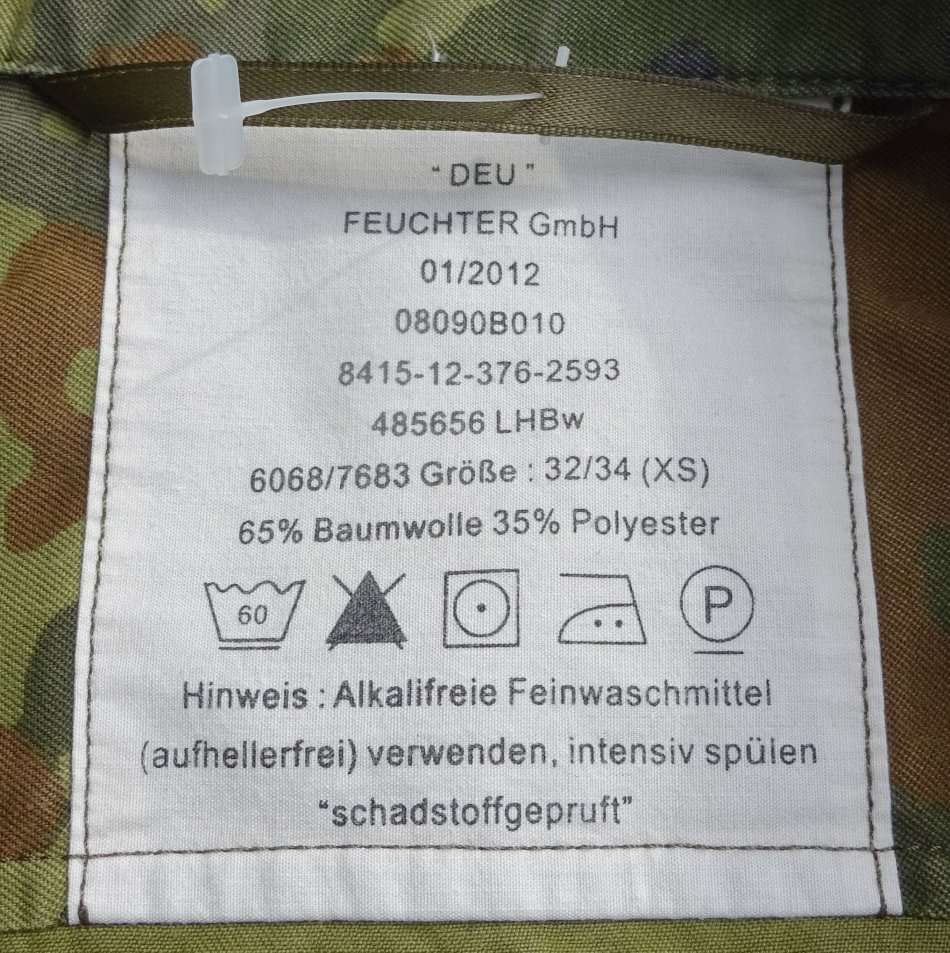 “ DEU ”
FEUCHTER GmbH
01/2012
08090B010
8415-12-376-2593
485656 LHBw
6068/7683 Größe : 32/34 (XS)
65% Baumwolle 35% Polyester
60 P
Hinweis : Alkalifreie Feinwaschmittel
(aufhellerfrei) verwenden, intensiv spülen
“schadstoffgepruft”